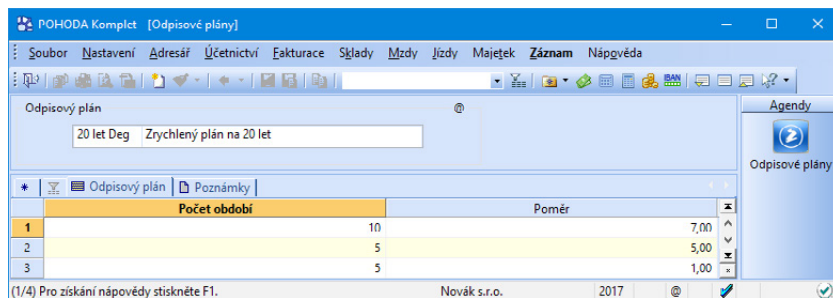 POHODA Komplet [Odpisové plány]
Soubor Nastavení Adresář Účetnictví Fakturace Sklady Mzdy Jízdy Majetek Záznam Nápověda
IBAN
Odpisový plán @ Agendy
20 let Deg Zrychlený plán na 20 let
Odpisové plány
Odpisový plán Poznámky
Počet období Poměr
1 10 7,00
2 5 5,00
3 5 1,00
(1/4) Pro získání nápovědy stiskněte F1. Novák s.r.o. 2017 @